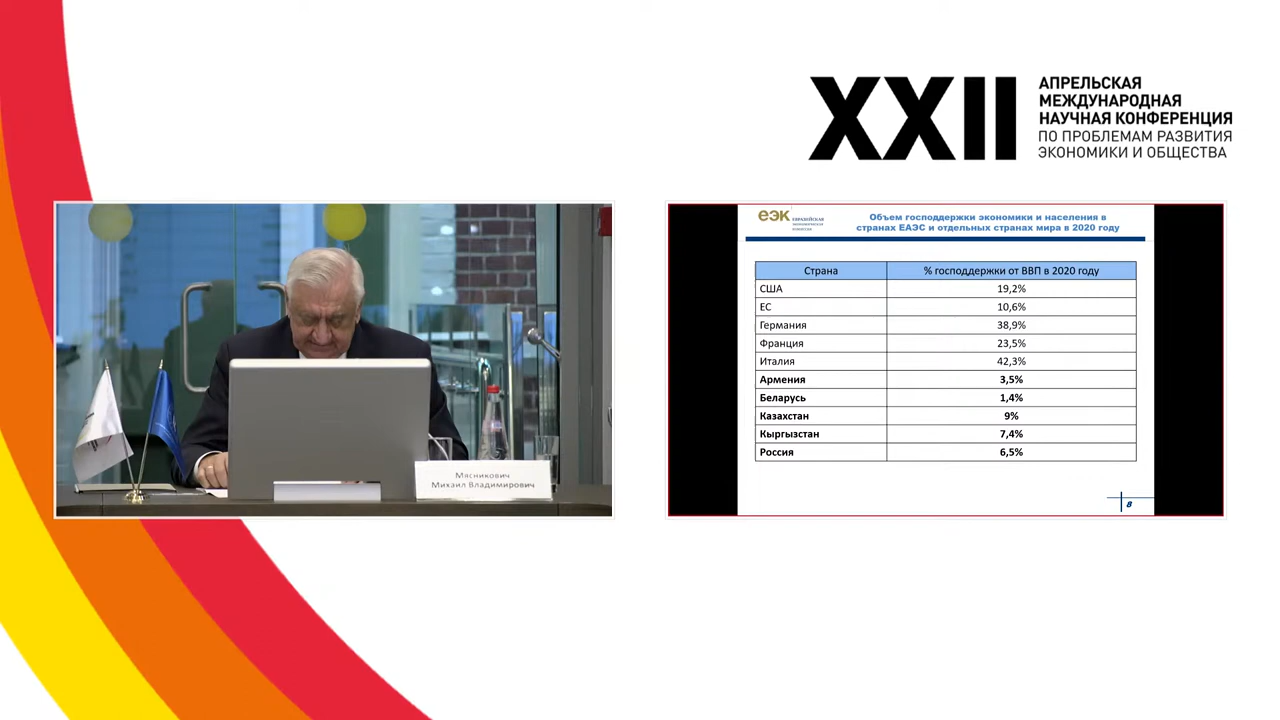 XXII
АПРЕЛЬСКАЯ
МЕЖДУНАРОДНАЯ
НАУЧНАЯ КОНФЕРЕНЦИЯ
ПО ПРОБЛЕМАМ РАЗВИТИЯ
ЭКОНОМИКИ И ОБЩЕСТВА
Мясникович
Михаил Владимирович
еэк ЕВРАЗИЙСКАЯ
ЭКОНОМИЧЕСКАЯ
КОМИССИЯ
Объем господдержки экономики и населения в
странах ЕАЭС и отдельных странах мира в 2020 году
Страна % господдержки от ВВП в 2020 году
США 19,2%
ЕС 10,6%
Германия 38,9%
Франция 23,5%
Италия 42,3%
Армения 3,5%
Беларусь 1,4%
Казахстан 9%
Кыргызстан 7,4%
Россия 6,5%
8